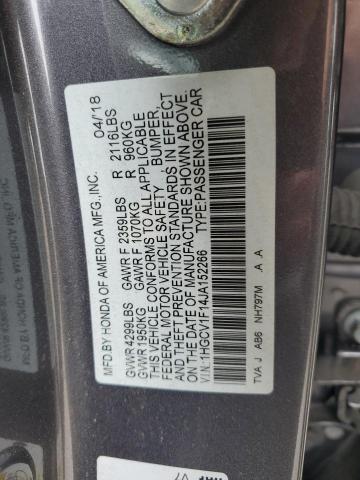 MFD.BY HONDA OF AMERICA MFG.,INC. 04/18
GVWR 4299LBS GAWR F 2359LBS R 2116LBS
GVWR 1950KG GAWR F 1070KG R 960KG
THIS VEHICLE CONFORMS TO ALL APPLICABLE
FEDERAL MOTOR VEHICLE SAFETY BUMPER,
AND THEFT PREVENTION STANDARDS IN EFFECT
ON THE DATE OF MANUFACTURE SHOWN ABOVE.
V.I.N.:1HGCV1F14JA152266 TYPE:PASSENGER CAR
TVA J AB6 NH797M A A